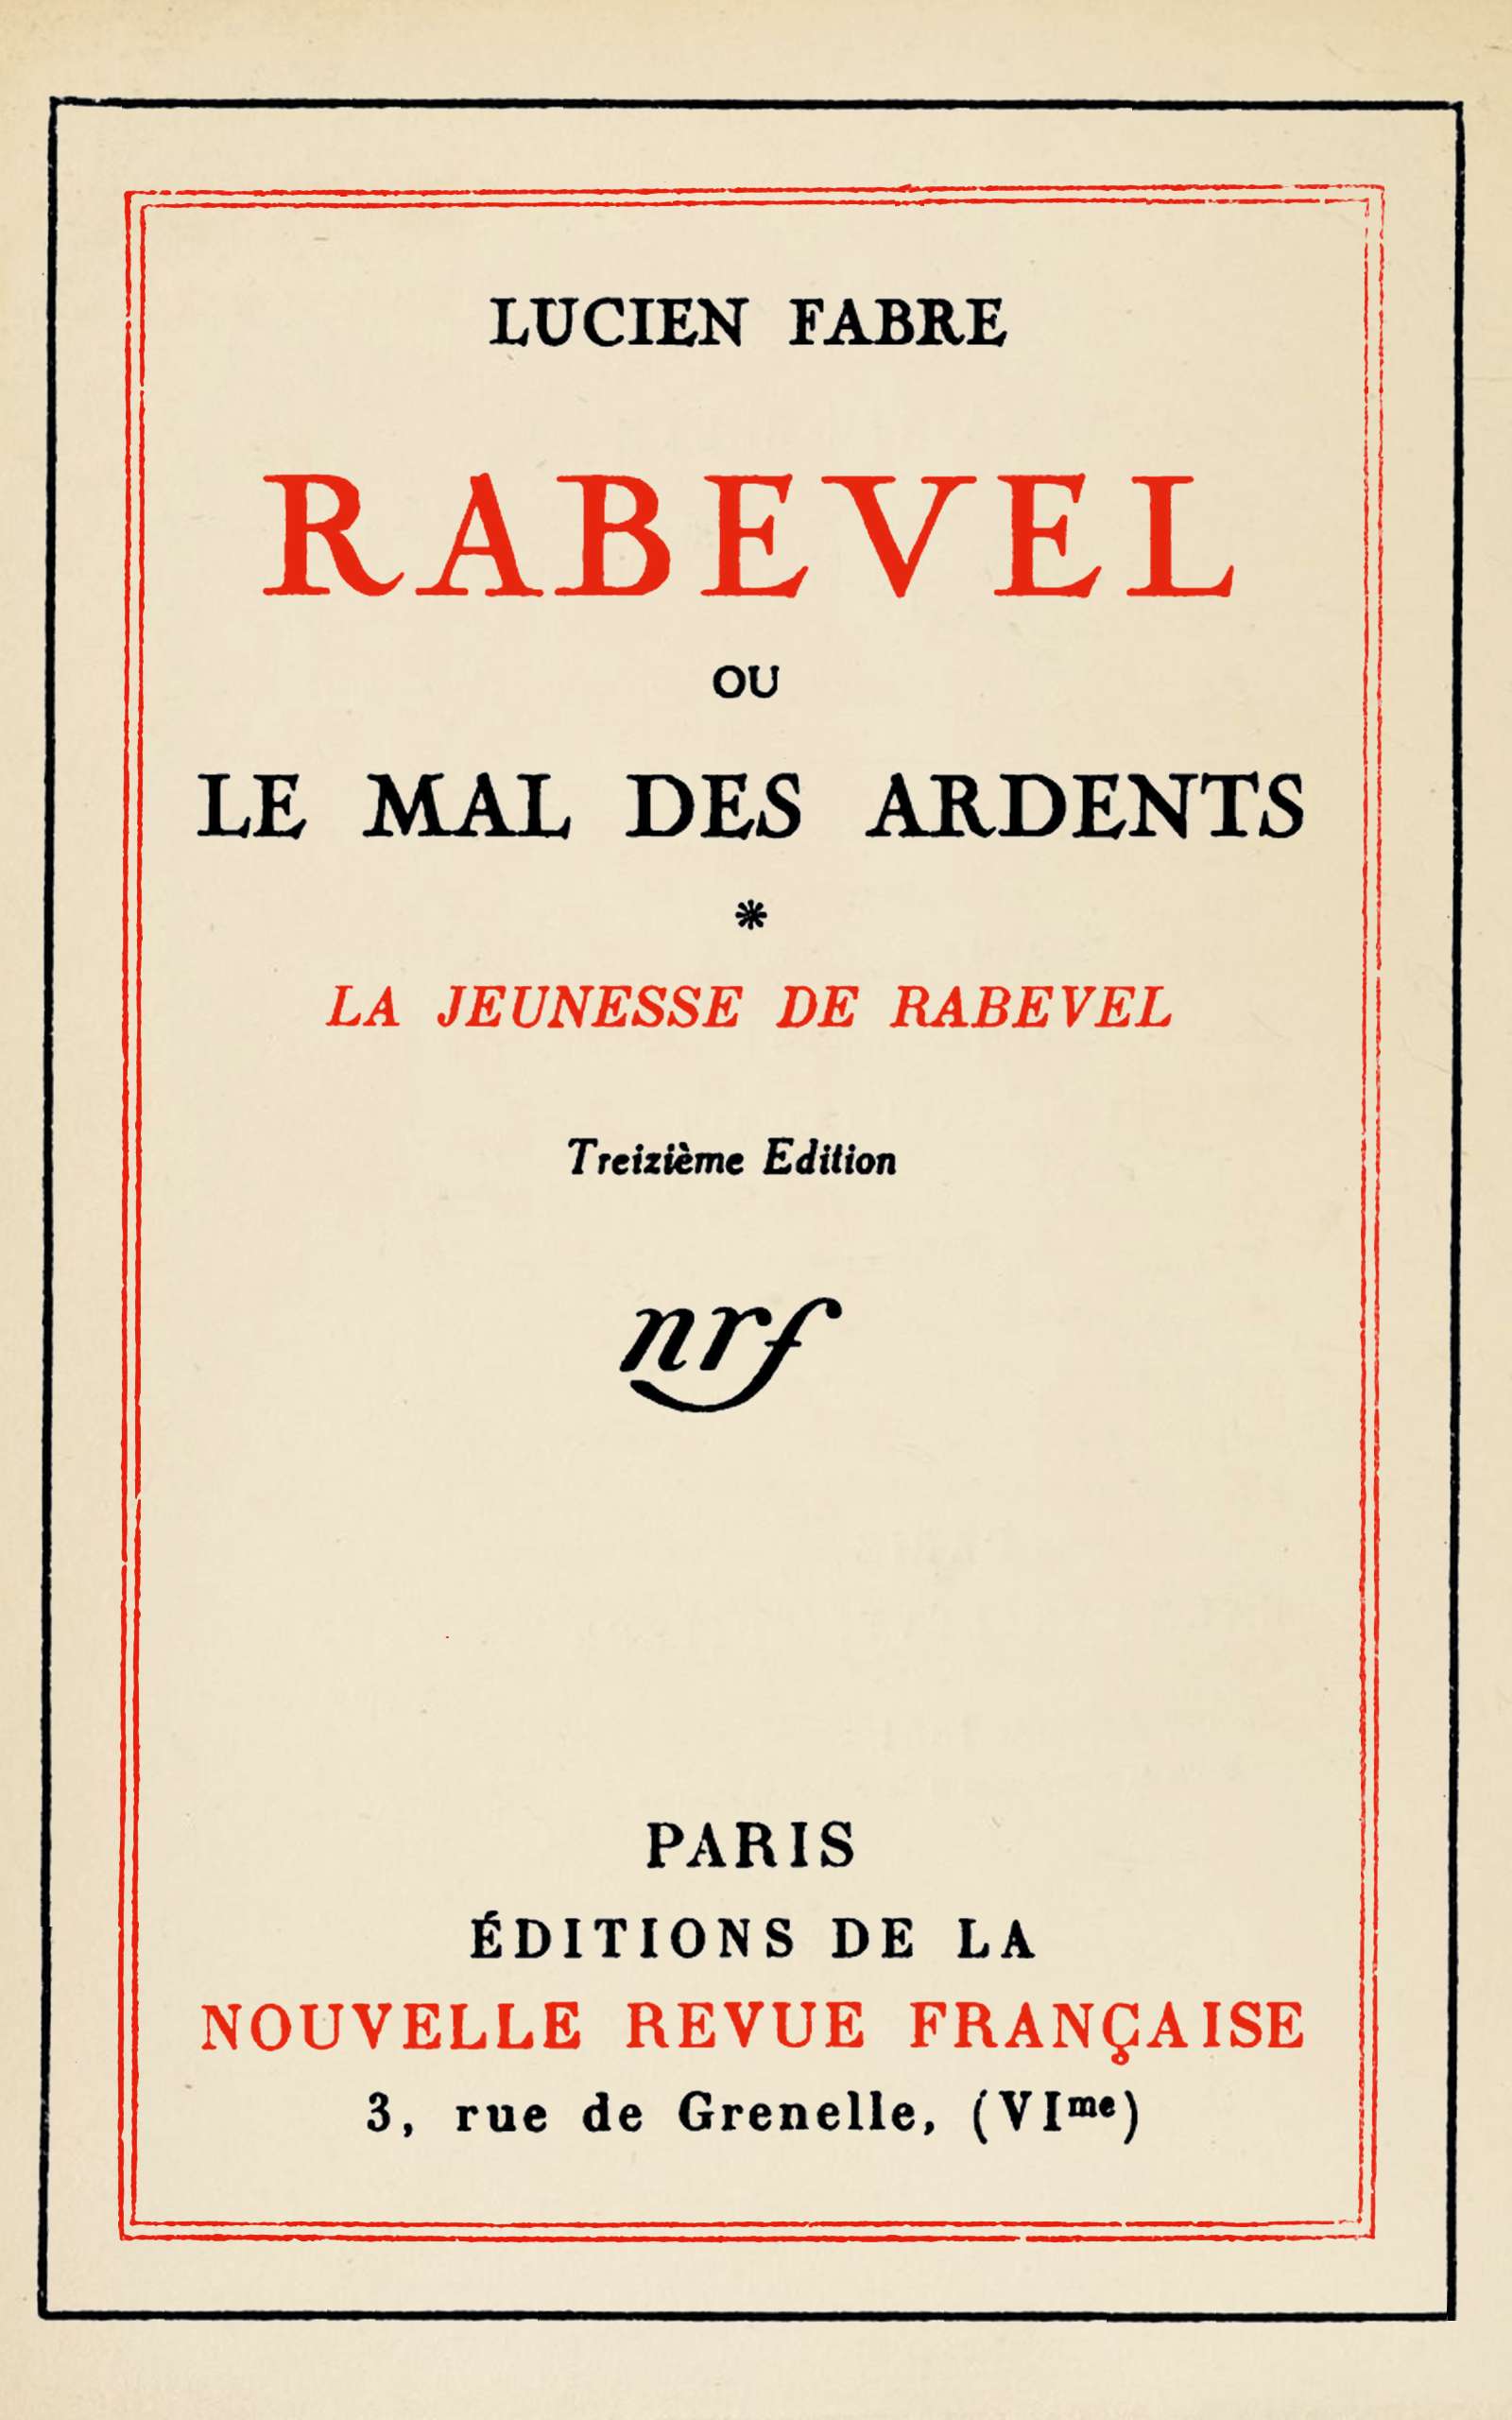 LUCIEN FABRE
RABEVEL
OU
LE MAL DES ARDENTS
*
LA JEUNESSE DE RABEVEL
Treizième Edition
nrf
PARIS
ÉDITIONS DE LA
NOUVELLE REVUE FRANÇAISE
3, rue de Grenelle, (VIme)